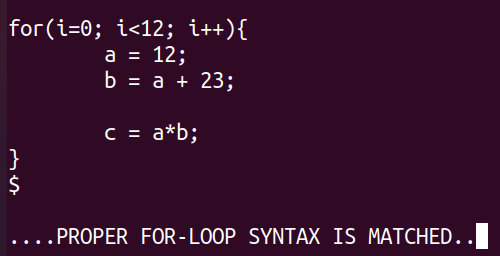 for(i=0; i<12; i++){
a = 12;
b = a + 23;
c = a*b;
}
$
....PROPER FOR-LOOP SYNTAX IS MATCHED..